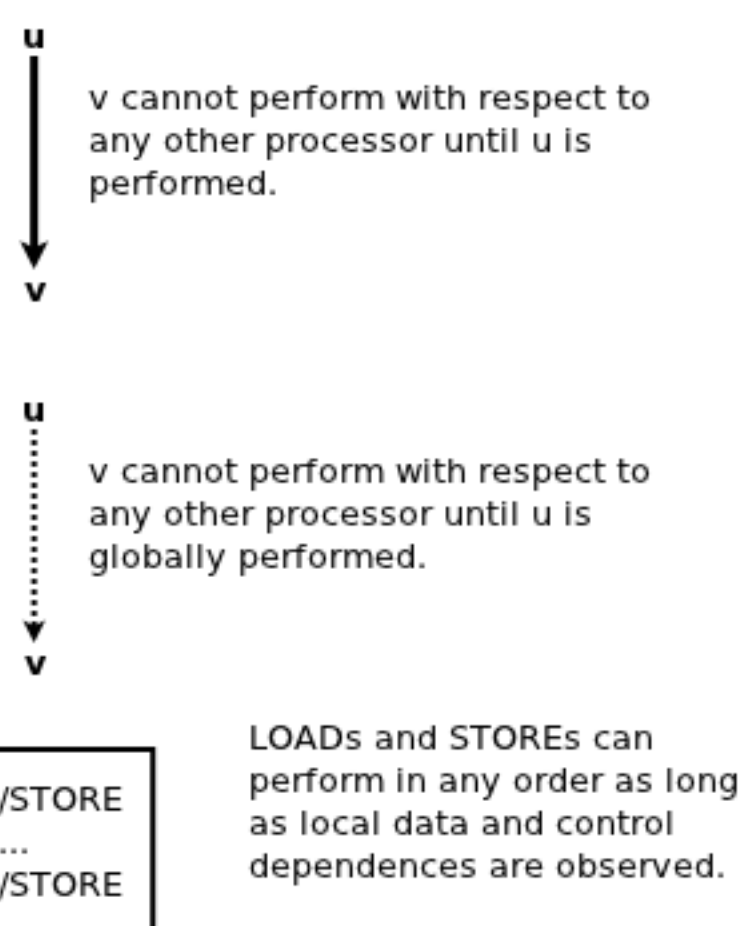 u
v cannot perform with respect to
any other processor until u is
performed.
v
u
v cannot perform with respect to
any other processor until u is
globally performed.
v
/STORE
...
/STORE
LOADs and STOREs can
perform in any order as long
as local data and control
dependences are observed.